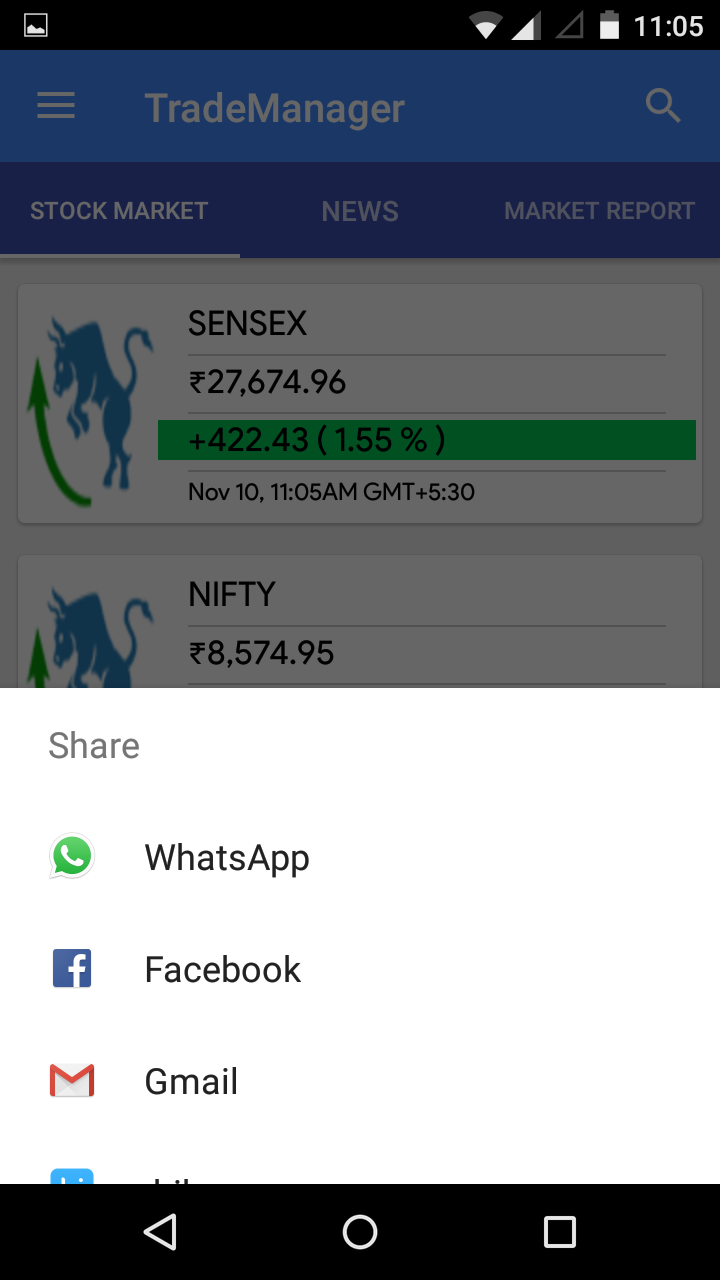 11:05
TradeManager
STOCK MARKET NEWS MARKET REPORT
SENSEX
₹27,674.96
+422.43 ( 1.55 % )
Nov 10, 11:05AM GMT+5:30
NIFTY
₹8,574.95
Share
WhatsApp
Facebook
Gmail